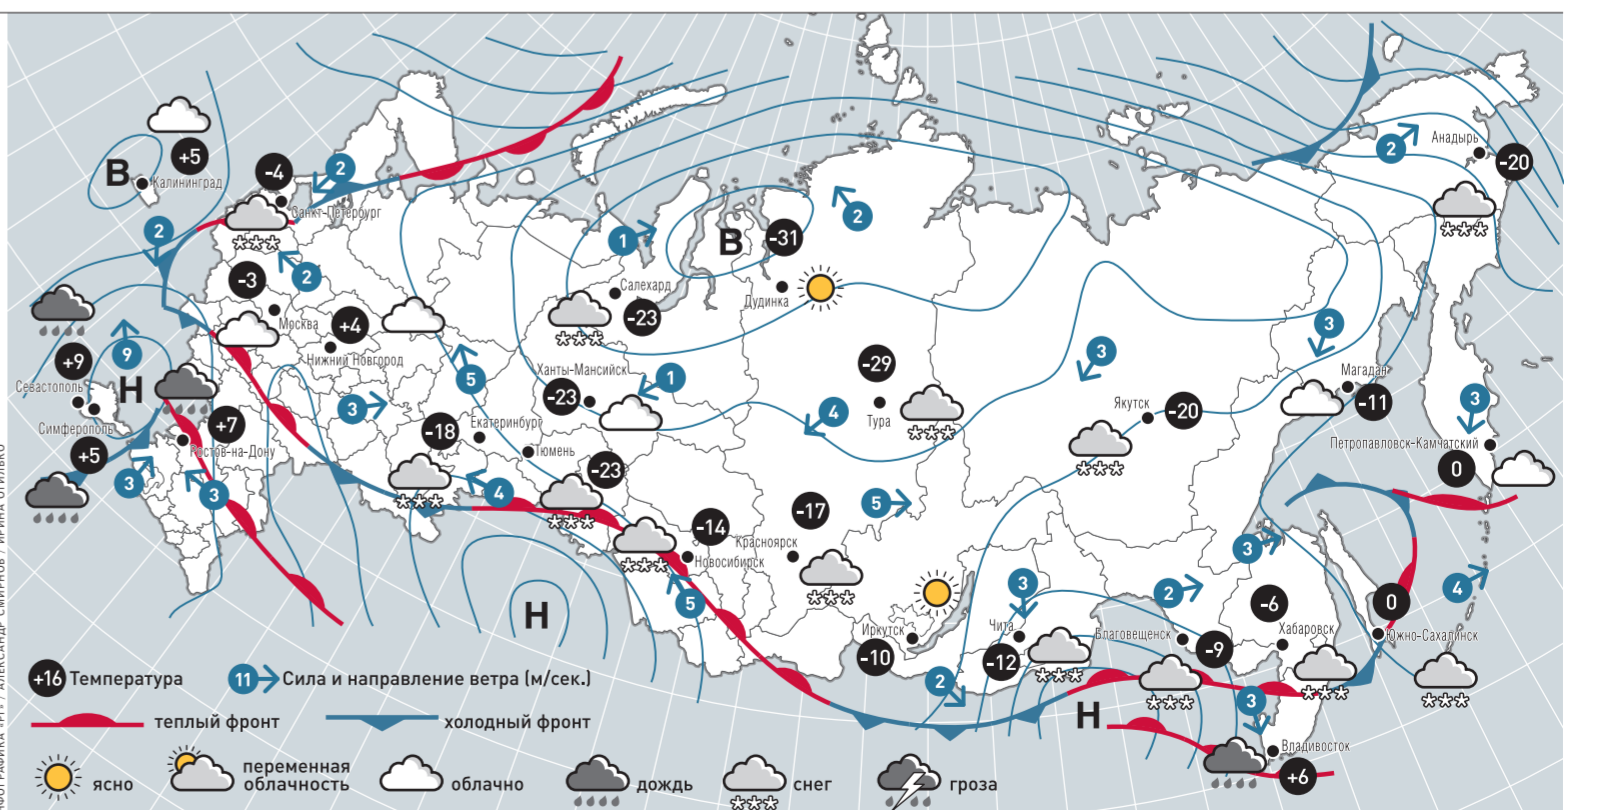 +5
В
Калининград
-4
2
Санкт-Петербург
2
2
-3
Москва
+4
Нижний Новгород
9
+9
Севастополь
Н
Симферополь
+5
+7
Ростов-на-Дону
3
3
3
5
-18
Екатеринбург
Тюмень
4
-23
1
В
-31
Дудинка
Салехард
-23
2
Ханты-Мансийск
-23
1
4
-29
Тура
-14
Новосибирск
5
Н
-17
Красноярск
5
Иркутск
-10
2
3
Чита
-12
3
Якутск
-20
3
Магадан
-11
2
Анадырь
-20
3
Петропавловск-Камчатский
0
3
2
Благовещенск
-9
-6
Хабаровск
0
Южно-Сахалинск
4
Н
3
Владивосток
+6
+16 Температура
11 Сила и направление ветра (м/сек.)
теплый фронт
холодный фронт
ясно
переменная
облачность
облачно
дождь
снег
гроза